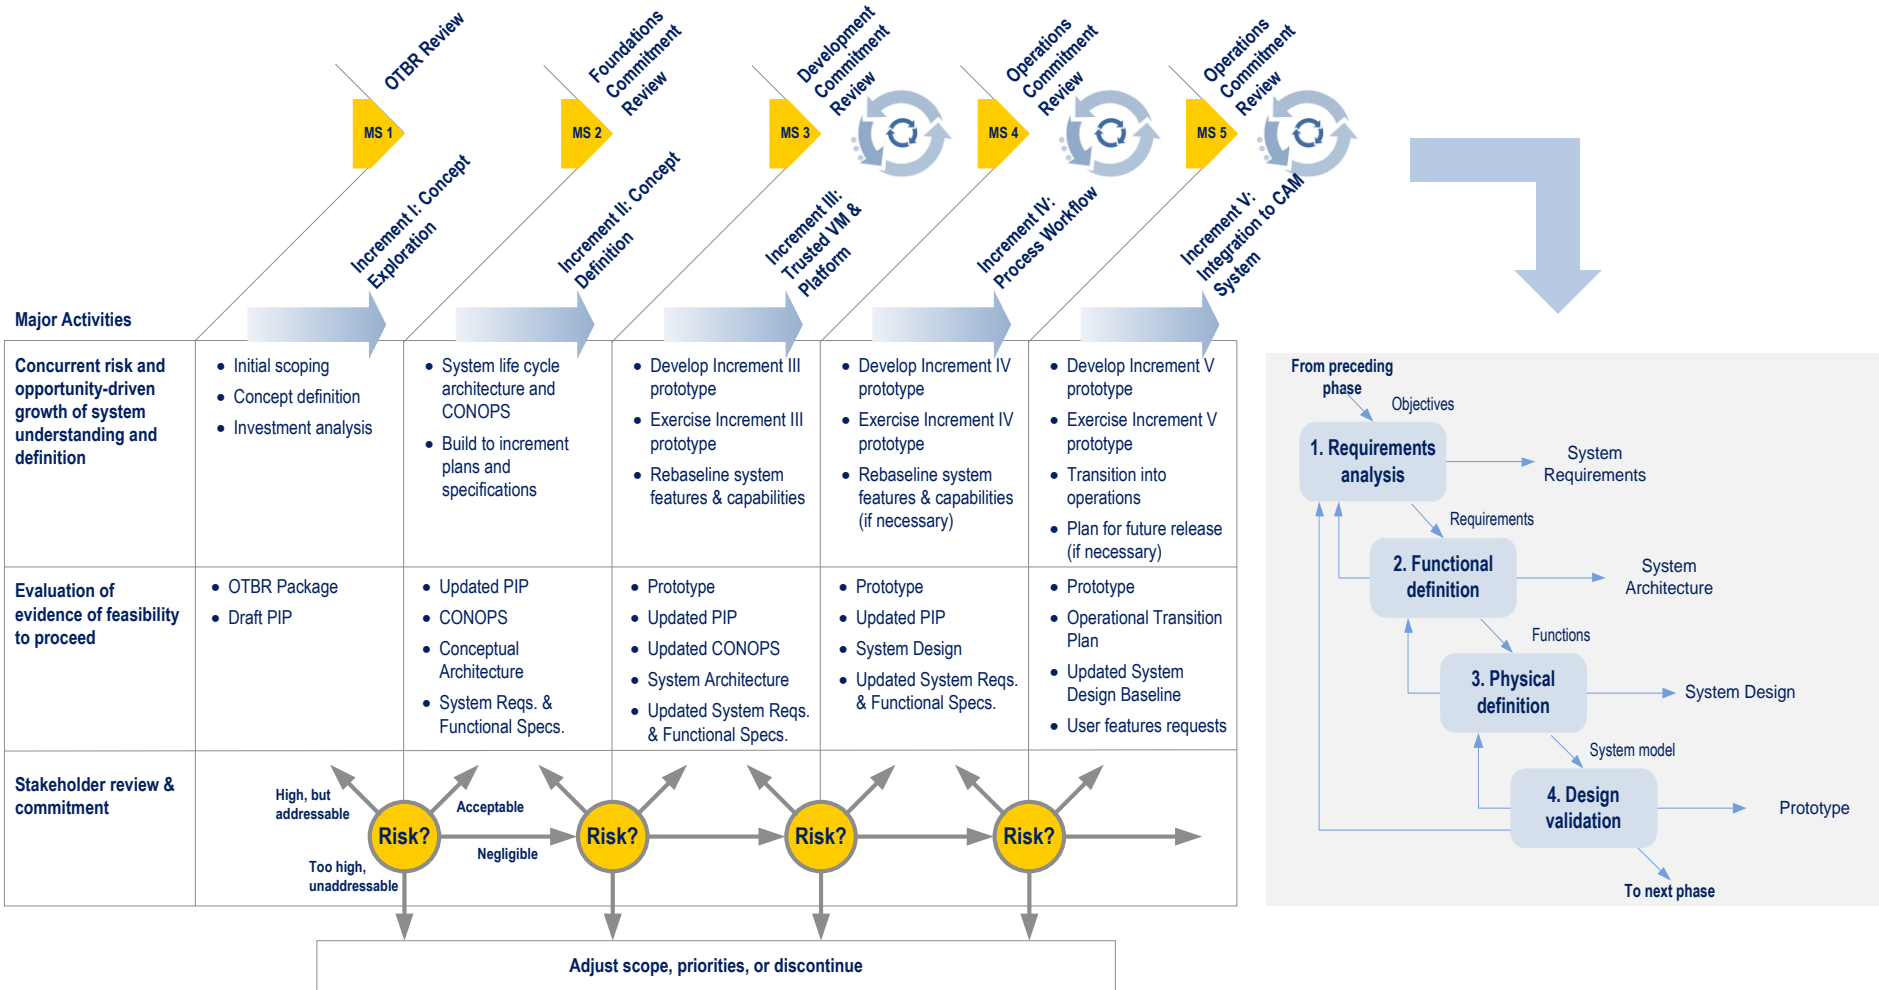 OTBR Review
Foundations
Commitment
Review
Development
Commitment
Review
Operations
Commitment
Review
Operations
Commitment
Review
MS 1
MS 2
MS 3
MS 4
MS 5
Increment I: Concept
Exploration
Increment II: Concept
Definition
Increment III:
Trusted VM &
Platform
Increment IV:
Process Workflow
Increment V:
Integration to CAM
System
Major Activities
Concurrent risk and
opportunity-driven
growth of system
understanding and
definition
• Initial scoping
• Concept definition
• Investment analysis
• System life cycle
architecture and
CONOPS
• Build to increment
plans and
specifications
• Develop Increment III
prototype
• Exercise Increment III
prototype
• Rebaseline system
features & capabilities
• Develop Increment IV
prototype
• Exercise Increment IV
prototype
• Rebaseline system
features & capabilities
(if necessary)
• Develop Increment V
prototype
• Exercise Increment V
prototype
• Transition into
operations
• Plan for future release
(if necessary)
Evaluation of
evidence of feasibility
to proceed
• OTBR Package
• Draft PIP
• Updated PIP
• CONOPS
• Conceptual
Architecture
• System Reqs. &
Functional Specs.
• Prototype
• Updated PIP
• Updated CONOPS
• System Architecture
• Updated System Reqs.
& Functional Specs.
• Prototype
• Updated PIP
• System Design
• Updated System Reqs.
& Functional Specs.
• Prototype
• Operational Transition
Plan
• Updated System
Design Baseline
• User features requests
Stakeholder review &
commitment
High, but
addressable
Acceptable
Risk?
Negligible
Too high,
unaddressable
Risk?
Risk?
Risk?
Adjust scope, priorities, or discontinue
From preceding
phase
Objectives
1. Requirements
analysis
System
Requirements
Requirements
2. Functional
definition
System
Architecture
Functions
3. Physical
definition
System Design
System model
4. Design
validation
Prototype
To next phase